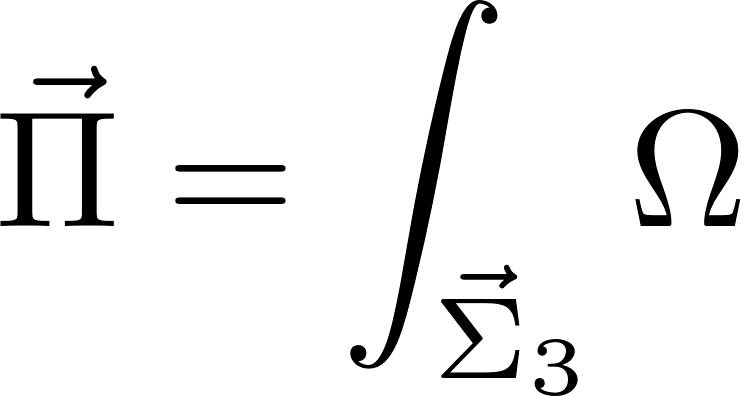 $\vec{\Pi} = \int_{\vec{\Sigma}_3} \Omega$